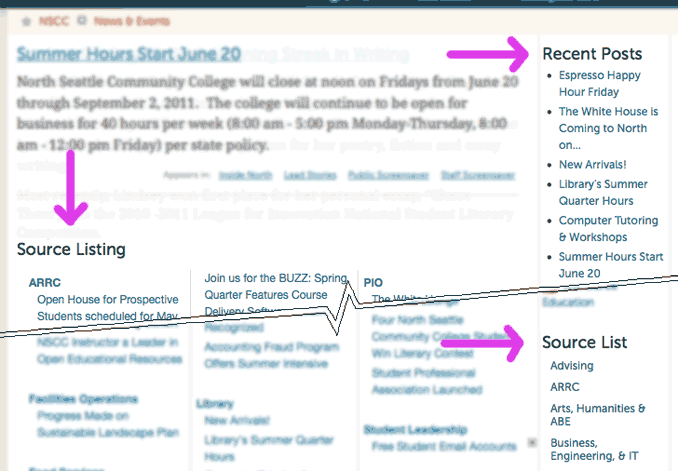 NSCC News & Events
Summer Hours Start June 20
ning Streak in Writing
North Seattle Community College will close at noon on Fridays from June 20
through September 2, 2011. The college will continue to be open for
business for 40 hours per week (8:00 am - 5:00 pm Monday-Thursday, 8:00
am - 12:00 pm Friday) per state policy.
Appears in: Inside North Lead Stories Public Screensaver Staff Screensaver
Source Listing
ARRC
Open House for Prospective
Students scheduled for May
NSCC Instructor a Leader in
Open Educational Resources
Facilities Operations
Progress Made on
Sustainable Landscape Plan
Join us for the BUZZ: Spring
Quarter Features Course
Delivery
Recognized
Accounting Fraud Program
Offers Summer Intensive
Library
New Arrivals!
Library's Summer Quarter
Hours
PIO
The White
Four North Seattle
Community College Students
Win Literary Contest
Student Professional
Association Launched
Student Leadership
Free Student Email Accounts
Recent Posts
• Espresso Happy
Hour Friday
• The White House is
Coming to North
on...
• New Arrivals!
• Library's Summer
Quarter Hours
• Computer Tutoring
& Workshops
• Summer Hours Start
June 20
Education
Source List
Advising
ARRC
Arts, Humanities &
ABE
Business,
Engineering, & IT